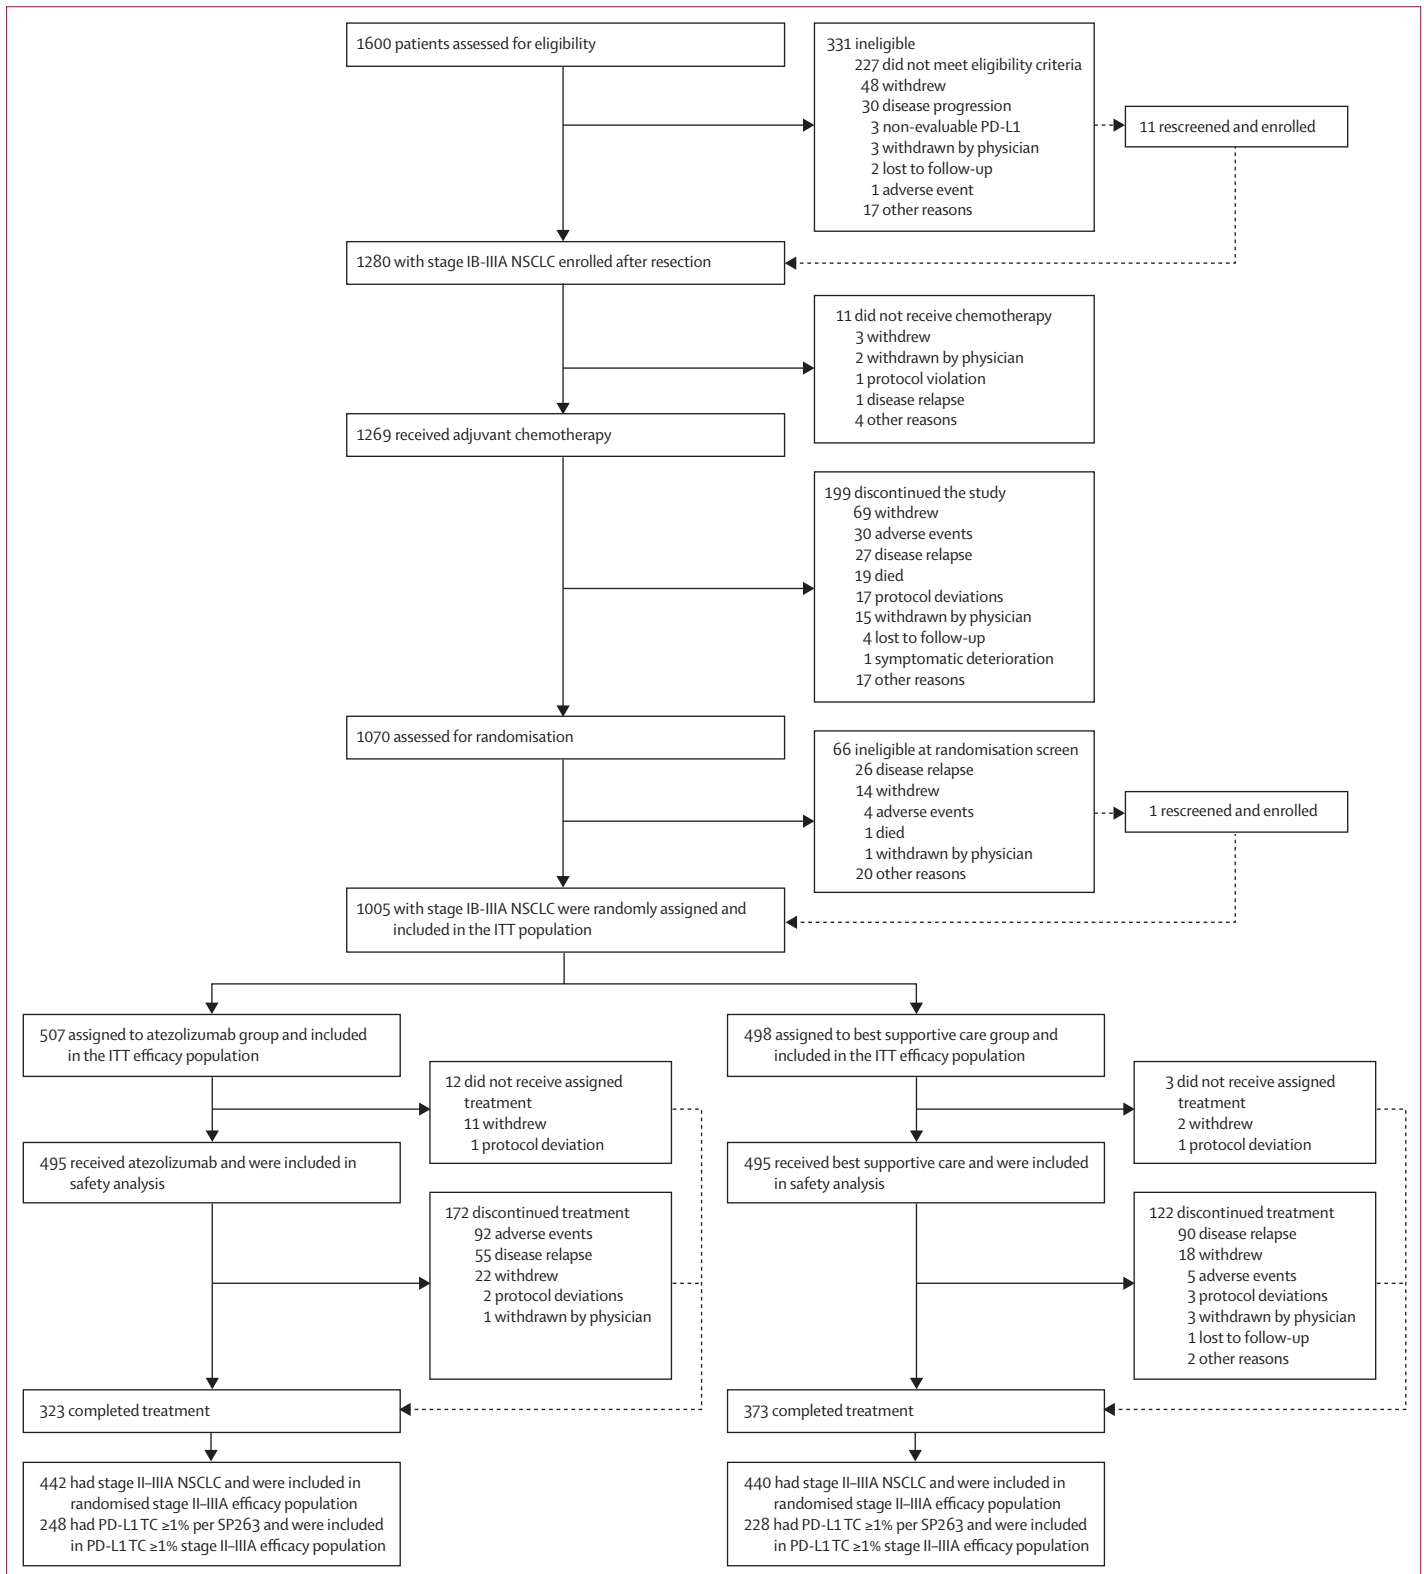 1600 patients assessed for eligibility
331 ineligible
227 did not meet eligibility criteria
48 withdrew
30 disease progression
3 non-evaluable PD-L1
3 withdrawn by physician
2 lost to follow-up
1 adverse event
17 other reasons
11 rescreened and enrolled
1280 with stage IB-IIIA NSCLC enrolled after resection
11 did not receive chemotherapy
3 withdrew
2 withdrawn by physician
1 protocol violation
1 disease relapse
4 other reasons
1269 received adjuvant chemotherapy
199 discontinued the study
69 withdrew
30 adverse events
27 disease relapse
19 died
17 protocol deviations
15 withdrawn by physician
4 lost to follow-up
1 symptomatic deterioration
17 other reasons
1070 assessed for randomisation
66 ineligible at randomisation screen
26 disease relapse
14 withdrew
4 adverse events
1 died
1 withdrawn by physician
20 other reasons
1 rescreened and enrolled
1005 with stage IB-IIIA NSCLC were randomly assigned and
included in the ITT population
507 assigned to atezolizumab group and included
in the ITT efficacy population
12 did not receive assigned
treatment
11 withdrew
1 protocol deviation
495 received atezolizumab and were included in
safety analysis
172 discontinued treatment
92 adverse events
55 disease relapse
22 withdrew
2 protocol deviations
1 withdrawn by physician
323 completed treatment
442 had stage II–IIIA NSCLC and were included in
randomised stage II–IIIA efficacy population
248 had PD-L1 TC ≥1% per SP263 and were included
in PD-L1 TC ≥1% stage II–IIIA efficacy population
498 assigned to best supportive care group and
included in the ITT efficacy population
3 did not receive assigned
treatment
2 withdrew
1 protocol deviation
495 received best supportive care and were included
in safety analysis
122 discontinued treatment
90 disease relapse
18 withdrew
5 adverse events
3 protocol deviations
3 withdrawn by physician
1 lost to follow-up
2 other reasons
373 completed treatment
440 had stage II–IIIA NSCLC and were included in
randomised stage II–IIIA efficacy population
228 had PD-L1 TC ≥1% per SP263 and were included
in PD-L1 TC ≥1% stage II–IIIA efficacy population